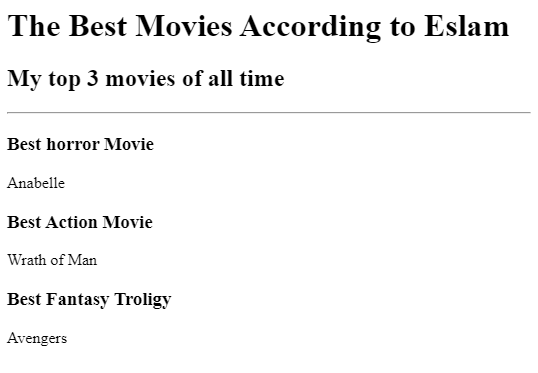 The Best Movies According to Eslam
My top 3 movies of all time
Best horror Movie
Anabelle
Best Action Movie
Wrath of Man
Best Fantasy Troligy
Avengers